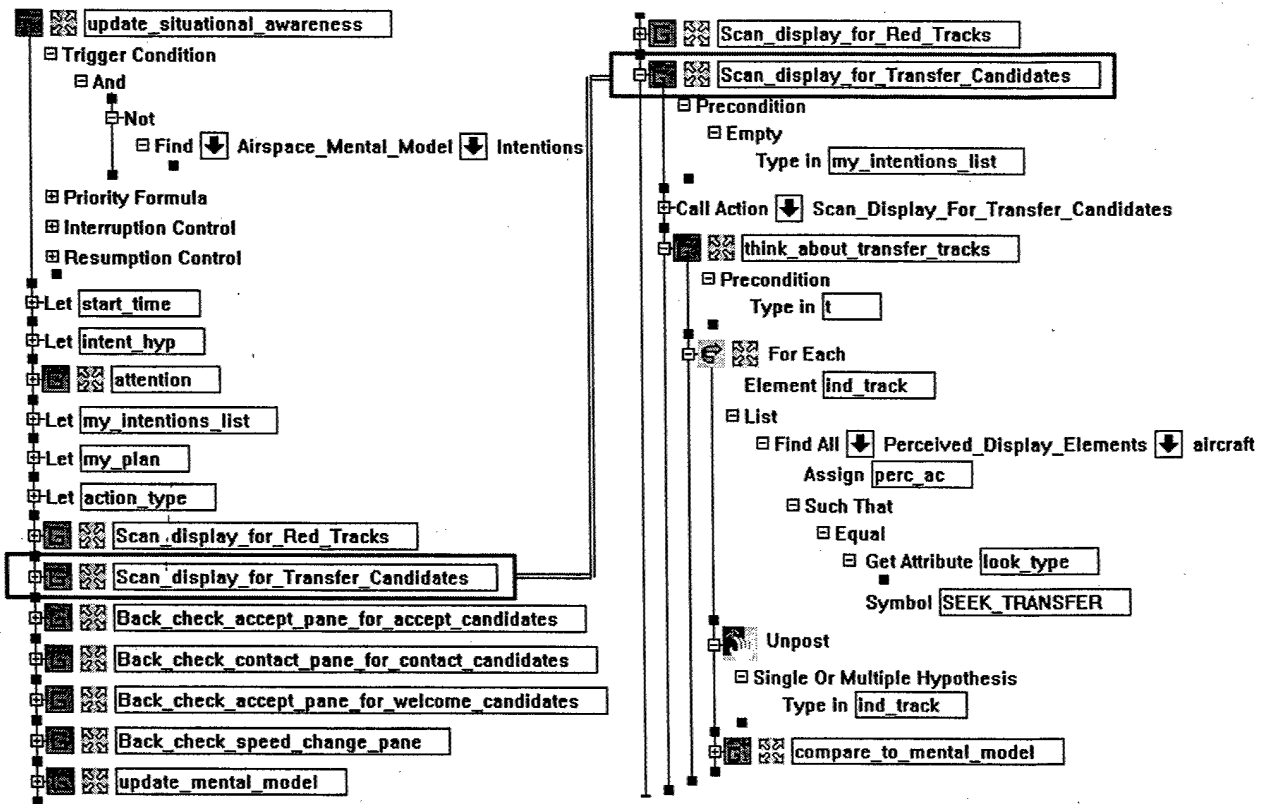 update_situational_awareness
Trigger Condition
And
Not
Find Airspace_Mental_Model Intentions
Priority Formula
Interruption Control
Resumption Control
Let start_time
Let intent_hyp
G attention
Let my_intentions_list
Let my_plan
Let action_type
G Scan_display_for_Red_Tracks
G Scan_display_for_Transfer_Candidates
G Back_check_accept_pane_for_accept_candidates
G Back_check_contact_pane_for_contact_candidates
G Back_check_accept_pane_for_welcome_candidates
G Back_check_speed_change_pane
G update_mental_model
G Scan_display_for_Red_Tracks
G Scan_display_for_Transfer_Candidates
Precondition
Empty
Type in my_intentions_list
Call Action Scan_Display_For_Transfer_Candidates
G think_about_transfer_tracks
Precondition
Type in t
For Each
Element ind_track
List
Find All Perceived_Display_Elements aircraft
Assign perc_ac
Such That
Equal
Get Attribute look_type
Symbol SEEK_TRANSFER
Unpost
Single Or Multiple Hypothesis
Type in ind_track
G compare_to_mental_model